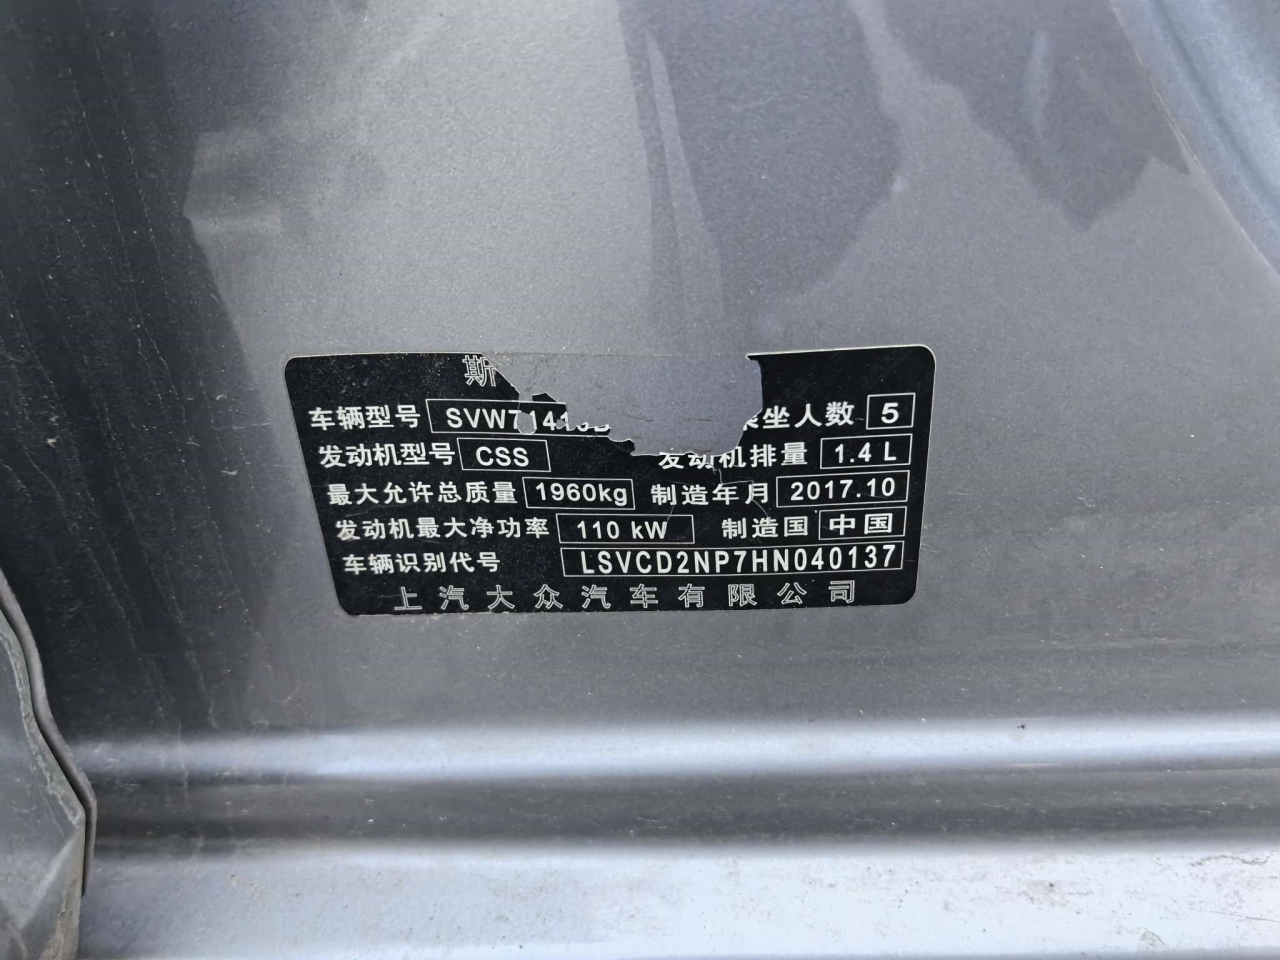 斯
车辆型号 SVW71415B 乘坐人数 5
发动机型号 CSS 发动机排量 1.4 L
最大允许总质量 1960kg 制造年月 2017.10
发动机最大净功率 110 kW 制造国 中国
车辆识别代号 LSVCD2NP7HN040137
上汽大众汽车有限公司